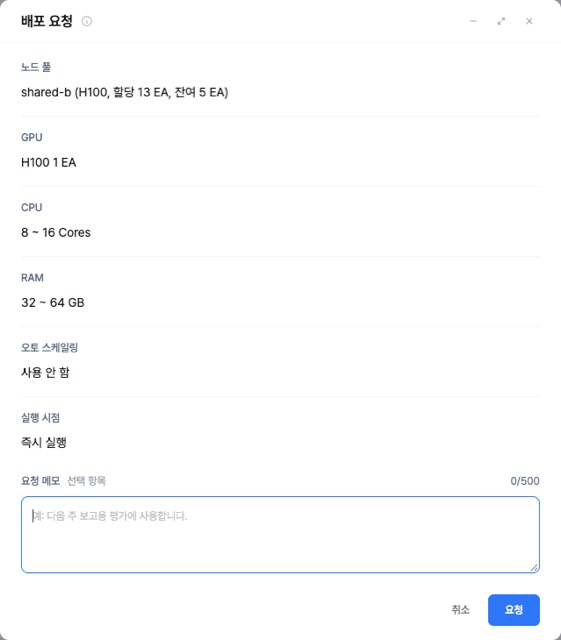 배포 요청
노드 풀
shared-b (H100, 할당 13 EA, 잔여 5 EA)
GPU
H100 1 EA
CPU
8 ~ 16 Cores
RAM
32 ~ 64 GB
오토 스케일링
사용 안 함
실행 시점
즉시 실행
요청 메모 선택 항목 0/500
예: 다음 주 보고용 평가에 사용합니다.
취소 요청